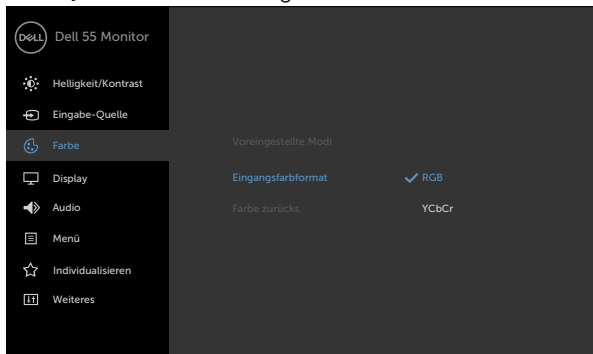 DELL Dell 55 Monitor
Helligkeit/Kontrast
Eingabe-Quelle
Farbe
Voreingestellte Modi
Display
Eingangsfarbformat RGB
Audio
Farbe zurücks. YCbCr
Menü
Individualisieren
Weiteres